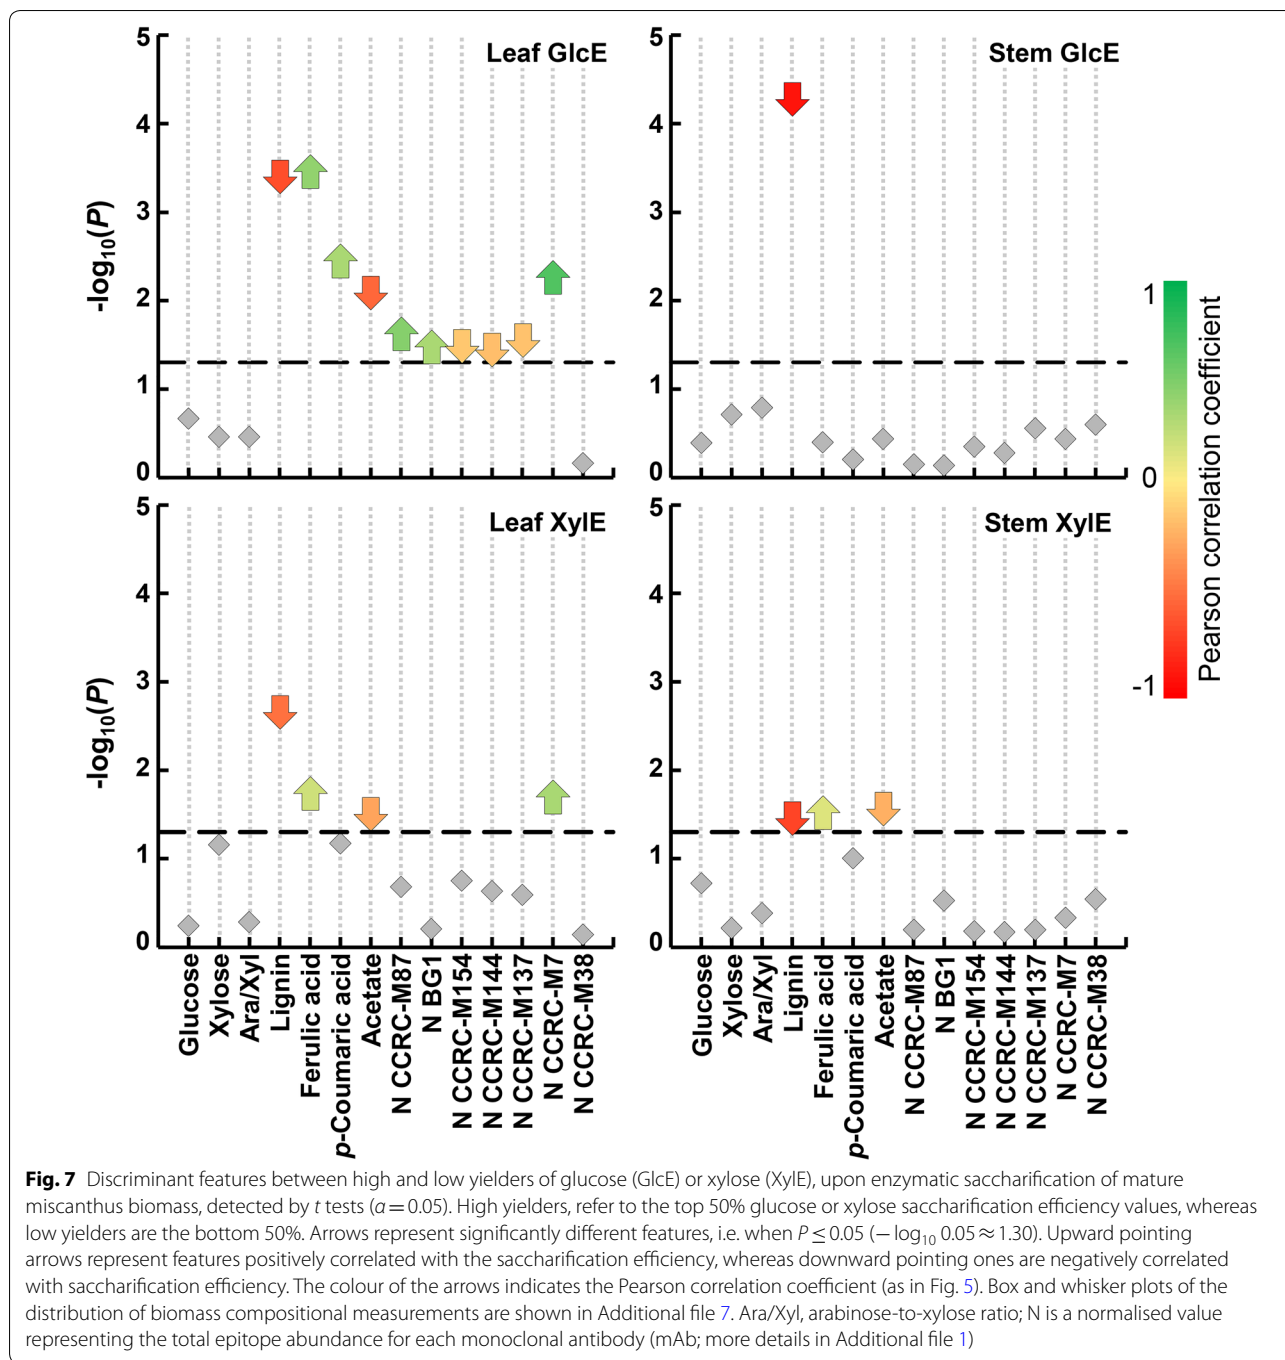 5
4
3
2
1
0
-log10(P)
Leaf GlcE
5
4
3
2
1
0
Stem GlcE
5
4
3
2
1
0
-log10(P)
Leaf XylE
5
4
3
2
1
0
Stem XylE
1
0
-1
Pearson correlation coefficient
Glucose
Xylose
Ara/Xyl
Lignin
Ferulic acid
p-Coumaric acid
Acetate
N CCRC-M87
N BG1
N CCRC-M154
N CCRC-M144
N CCRC-M137
N CCRC-M7
N CCRC-M38
Glucose
Xylose
Ara/Xyl
Lignin
Ferulic acid
p-Coumaric acid
Acetate
N CCRC-M87
N BG1
N CCRC-M154
N CCRC-M144
N CCRC-M137
N CCRC-M7
N CCRC-M38
Fig. 7 Discriminant features between high and low yielders of glucose (GlcE) or xylose (XylE), upon enzymatic saccharification of mature
miscanthus biomass, detected by t tests (α = 0.05). High yielders, refer to the top 50% glucose or xylose saccharification efficiency values, whereas
low yielders are the bottom 50%. Arrows represent significantly different features, i.e. when P ≤ 0.05 (− log10 0.05 ≈ 1.30). Upward pointing
arrows represent features positively correlated with the saccharification efficiency, whereas downward pointing ones are negatively correlated
with saccharification efficiency. The colour of the arrows indicates the Pearson correlation coefficient (as in Fig. 5). Box and whisker plots of the
distribution of biomass compositional measurements are shown in Additional file 7. Ara/Xyl, arabinose-to-xylose ratio; N is a normalised value
representing the total epitope abundance for each monoclonal antibody (mAb; more details in Additional file 1)